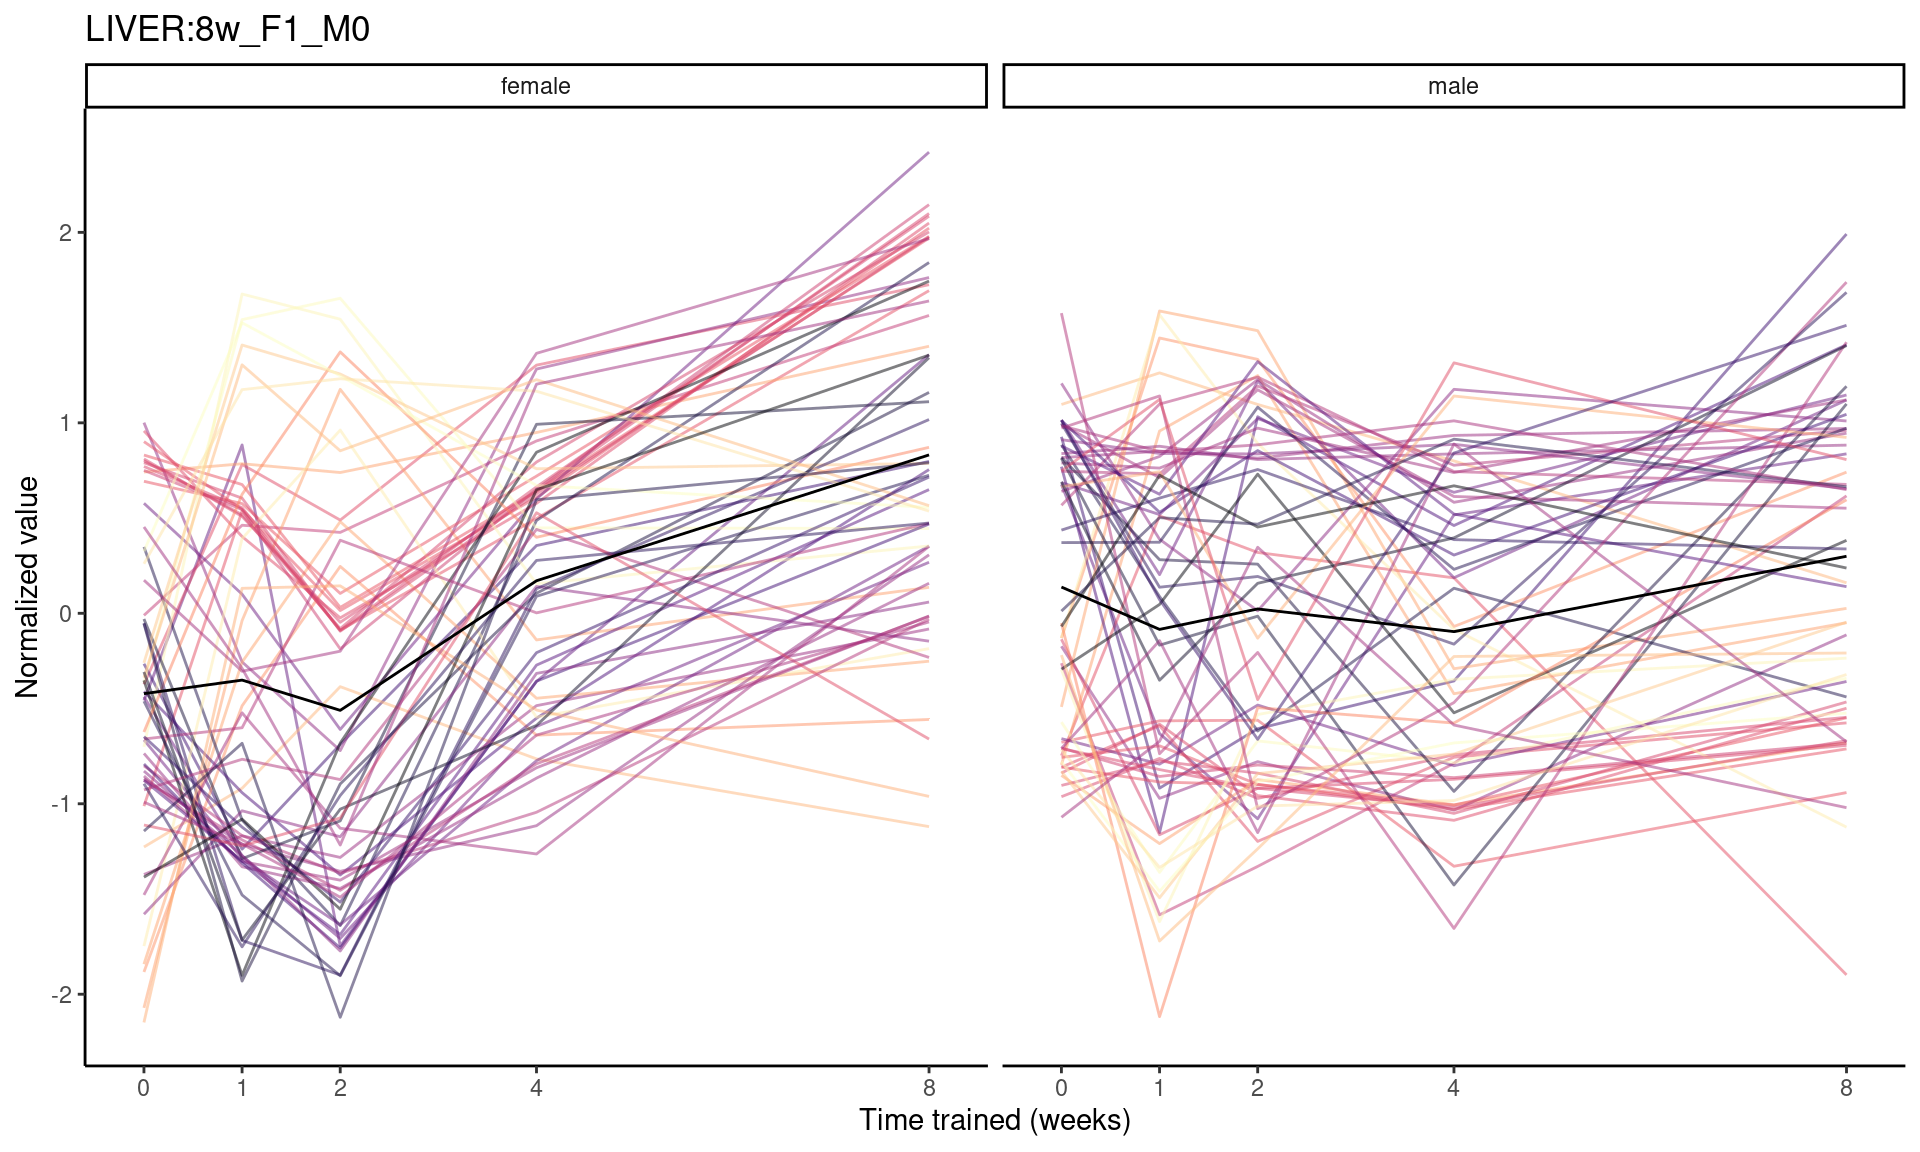 LIVER:8w_F1_M0
female
male
Normalized value
2
1
0
-1
-2
0 1 2 4 8
0 1 2 4 8
Time trained (weeks)